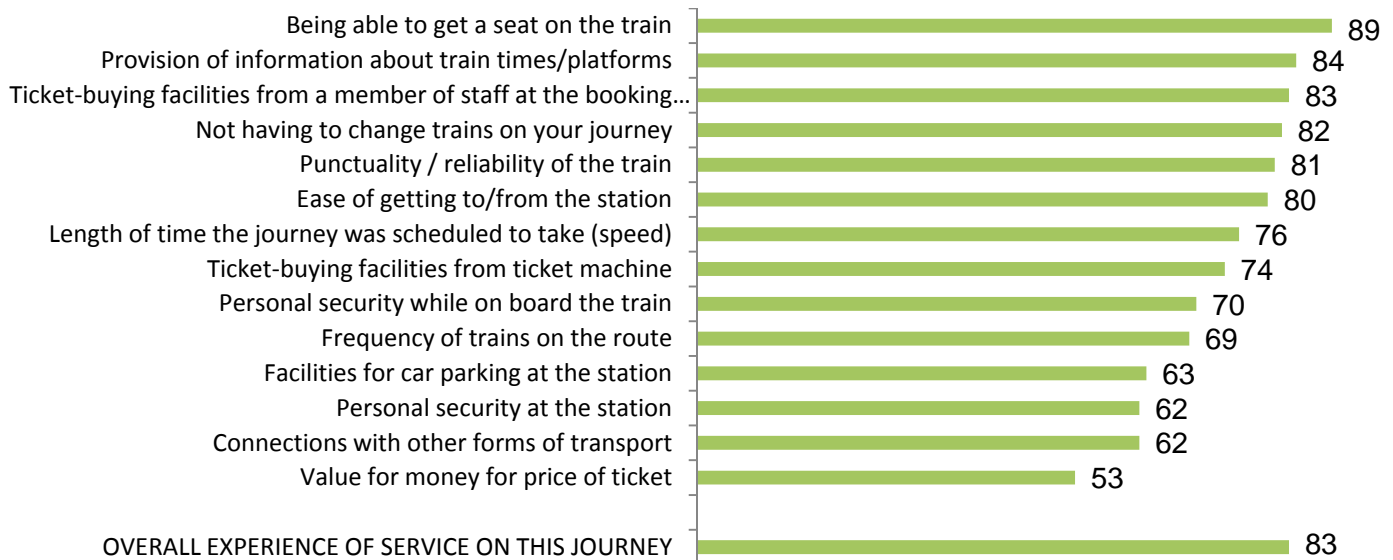 Being able to get a seat on the train 89
Provision of information about train times/platforms 84
Ticket-buying facilities from a member of staff at the booking... 83
Not having to change trains on your journey 82
Punctuality / reliability of the train 81
Ease of getting to/from the station 80
Length of time the journey was scheduled to take (speed) 76
Ticket-buying facilities from ticket machine 74
Personal security while on board the train 70
Frequency of trains on the route 69
Facilities for car parking at the station 63
Personal security at the station 62
Connections with other forms of transport 62
Value for money for price of ticket 53
OVERALL EXPERIENCE OF SERVICE ON THIS JOURNEY 83